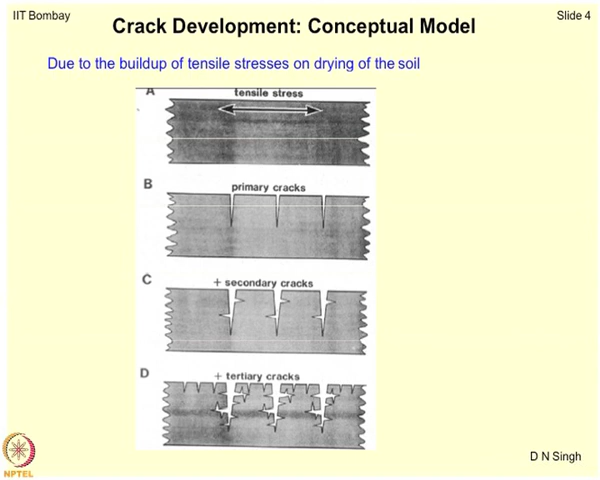 IIT Bombay
Crack Development: Conceptual Model
Slide 4
Due to the buildup of tensile stresses on drying of the soil
A
tensile stress
B
primary cracks
C
+ secondary cracks
D
+ tertiary cracks
D N Singh
NPTEL